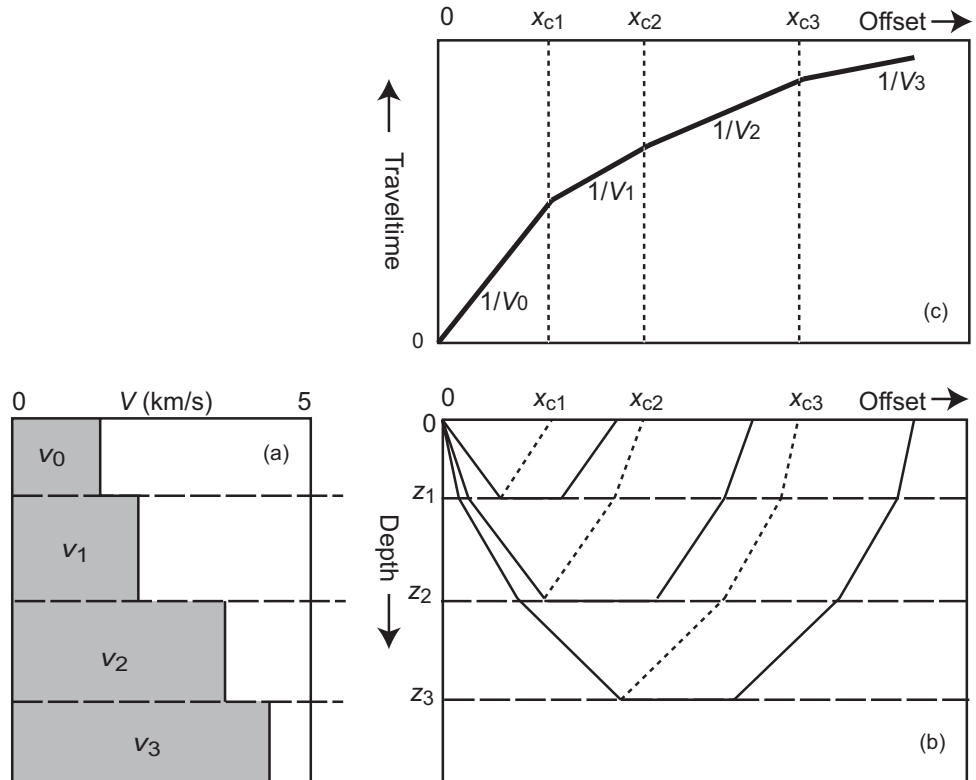 0 xc1 xc2 xc3 Offset
Traveltime
1/V3
1/V2
1/V1
1/V0
(c)
0
0 V (km/s) 5
v0
(a)
v1
v2
v3
0 xc1 xc2 xc3 Offset
0
z1
Depth
z2
z3
(b)